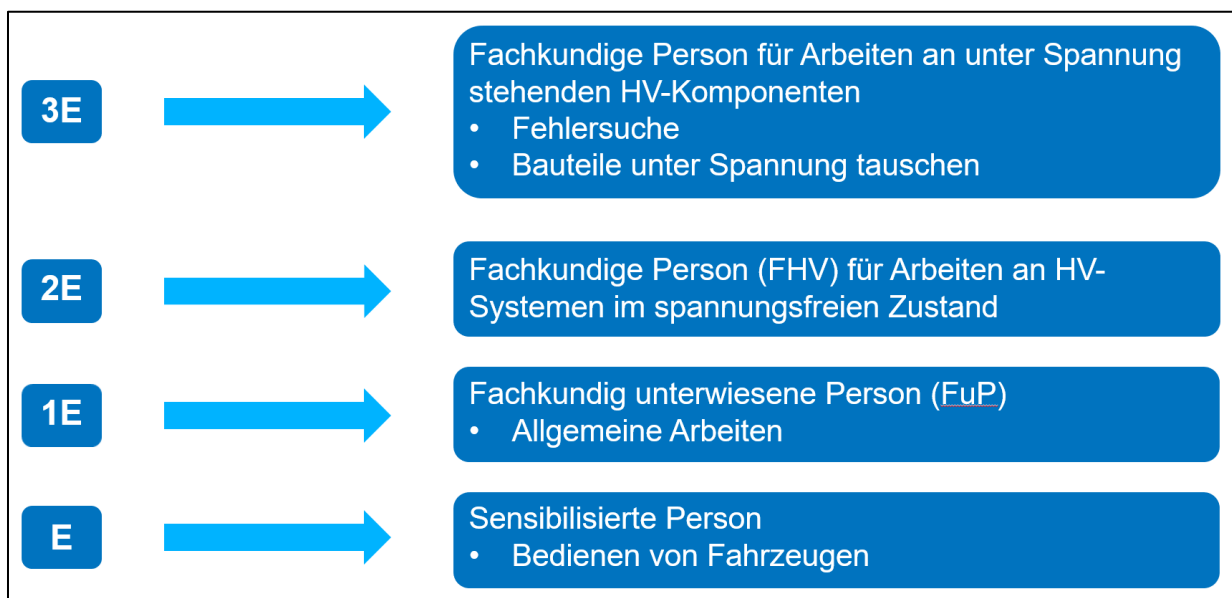 3E
Fachkundige Person für Arbeiten an unter Spannung
stehenden HV-Komponenten
• Fehlersuche
• Bauteile unter Spannung tauschen
2E
Fachkundige Person (FHV) für Arbeiten an HV-
Systemen im spannungsfreien Zustand
1E
Fachkundig unterwiesene Person (FuP)
• Allgemeine Arbeiten
E
Sensibilisierte Person
• Bedienen von Fahrzeugen